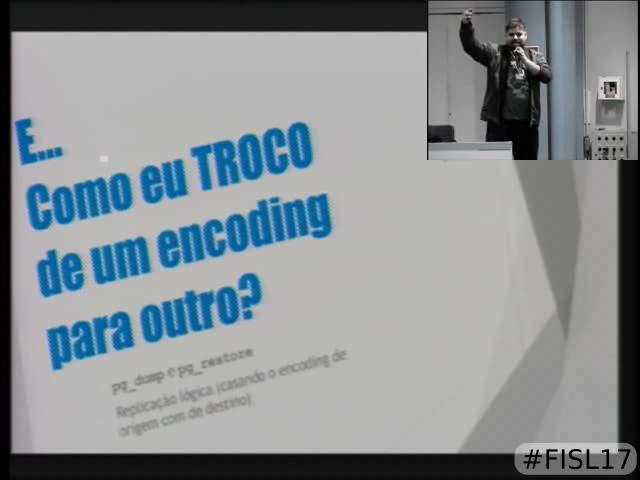 E...
Como eu TROCO
de um encoding
para outro?
pg_dump e pg_restore
Replicação lógica (casando o encoding de
origem com de destino)
#FISL17